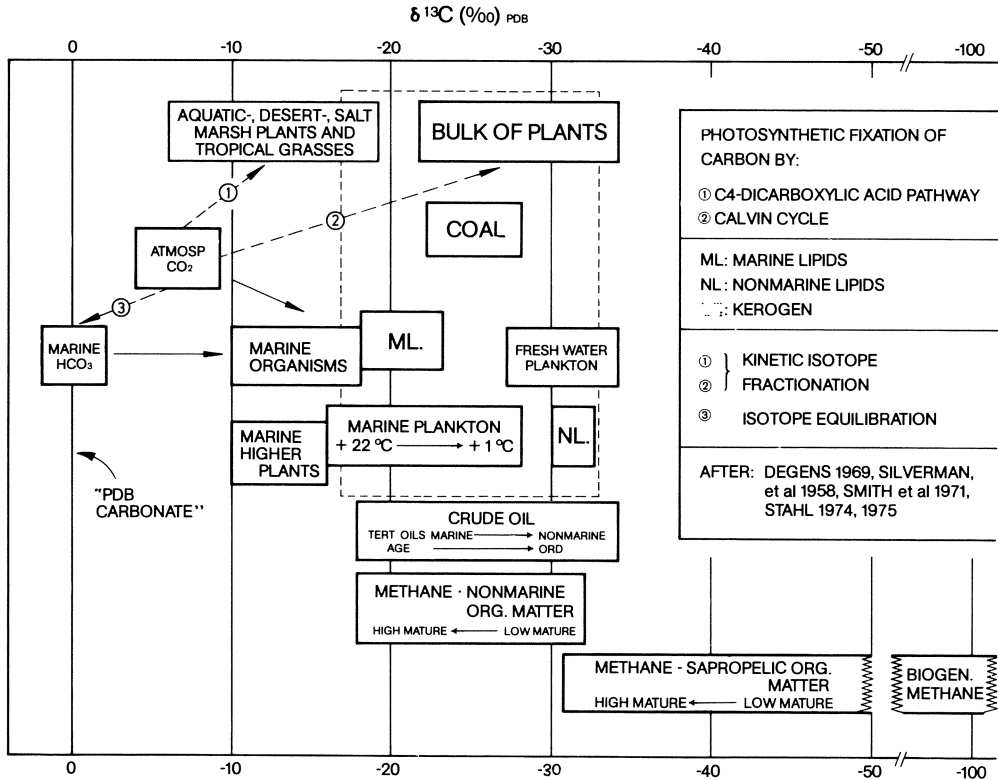 δ ¹³C (‰) PDB
0 -10 -20 -30 -40 -50 -100
AQUATIC-, DESERT-, SALT
MARSH PLANTS AND
TROPICAL GRASSES
BULK OF PLANTS
①
②
COAL
ATMOSP
CO₂
③
MARINE
HCO₃
MARINE
ORGANISMS
ML.
FRESH WATER
PLANKTON
MARINE
HIGHER
PLANTS
MARINE PLANKTON
+ 22 °C → + 1 °C
NL.
"PDB
CARBONATE"
CRUDE OIL
TERT OILS MARINE → NONMARINE
AGE → ORD
METHANE · NONMARINE
ORG. MATTER
HIGH MATURE ← LOW MATURE
METHANE - SAPROPELIC ORG.
MATTER
HIGH MATURE ← LOW MATURE
BIOGEN.
METHANE
PHOTOSYNTHETIC FIXATION OF
CARBON BY:
① C4-DICARBOXYLIC ACID PATHWAY
② CALVIN CYCLE
ML: MARINE LIPIDS
NL: NONMARINE LIPIDS
: KEROGEN
① } KINETIC ISOTOPE
② FRACTIONATION
③ ISOTOPE EQUILIBRATION
AFTER: DEGENS 1969, SILVERMAN,
et al 1958, SMITH et al 1971,
STAHL 1974, 1975
0 -10 -20 -30 -40 -50 -100